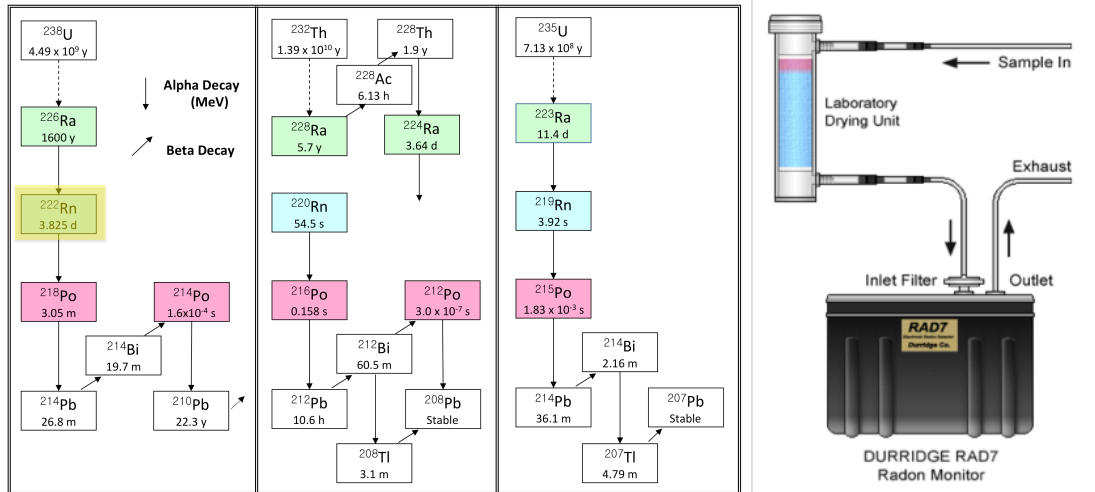 ²³⁸U
4.49 x 10⁹ y
Alpha Decay
(MeV)
Beta Decay
²²⁶Ra
1600 y
²²²Rn
3.825 d
²¹⁸Po
3.05 m
²¹⁴Po
1.6x10⁻⁴ s
²¹⁴Bi
19.7 m
²¹⁴Pb
26.8 m
²¹⁰Pb
22.3 y
²³²Th
1.39 x 10¹⁰ y
²²⁸Th
1.9 y
²²⁸Ac
6.13 h
²²⁸Ra
5.7 y
²²⁴Ra
3.64 d
²²⁰Rn
54.5 s
²¹⁶Po
0.158 s
²¹²Po
3.0 x 10⁻⁷ s
²¹²Bi
60.5 m
²¹²Pb
10.6 h
²⁰⁸Pb
Stable
²⁰⁸Tl
3.1 m
²³⁵U
7.13 x 10⁸ y
²²³Ra
11.4 d
²¹⁹Rn
3.92 s
²¹⁵Po
1.83 x 10⁻³ s
²¹⁴Bi
2.16 m
²¹⁴Pb
36.1 m
²⁰⁷Pb
Stable
²⁰⁷Tl
4.79 m
Sample In
Laboratory
Drying Unit
Exhaust
Inlet Filter
Outlet
RAD7
Electronic Radon Detector
Durridge Co.
DURRIDGE RAD7
Radon Monitor